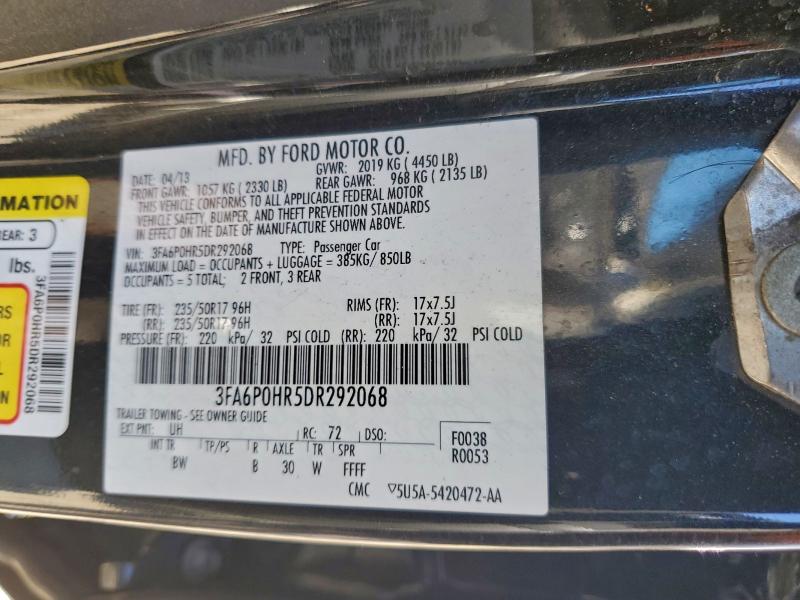 MFD. BY FORD MOTOR CO.
DATE: 04/13 GVWR: 2019 KG ( 4450 LB)
FRONT GAWR: 1057 KG ( 2330 LB) REAR GAWR: 968 KG ( 2135 LB)
THIS VEHICLE CONFORMS TO ALL APPLICABLE FEDERAL MOTOR
VEHICLE SAFETY, BUMPER, AND THEFT PREVENTION STANDARDS
IN EFFECT ON THE DATE OF MANUFACTURE SHOWN ABOVE.
VIN: 3FA6P0HR5DR292068 TYPE: Passenger Car
MAXIMUM LOAD = OCCUPANTS + LUGGAGE = 385KG/ 850LB
OCCUPANTS = 5 TOTAL; 2 FRONT, 3 REAR
TIRE (FR): 235/50R17 96H RIMS (FR): 17x7.5J
(RR): 235/50R17 96H (RR): 17x7.5J
PRESSURE (FR): 220 kPa/ 32 PSI COLD (RR): 220 kPa/ 32 PSI COLD
3FA6P0HR5DR292068
TRAILER TOWING - SEE OWNER GUIDE
EXT PNT: UH RC: 72 DSO: F0038
INT TR TP/PS R AXLE TR SPR R0053
BW B 30 W FFFF
CMC ▽5U5A-5420472-AA
MATION
REAR: 3
lbs.
RS
OR
L
ON
3FA6P0HR5DR292068